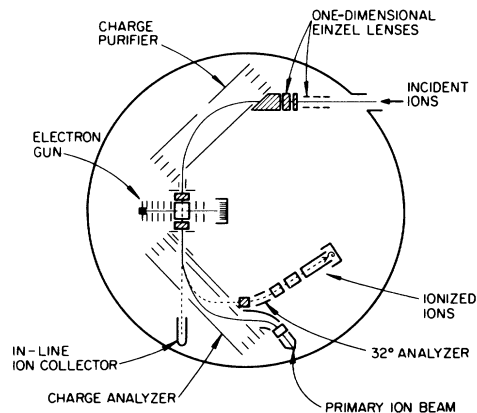 ONE-DIMENSIONAL
EINZEL LENSES
CHARGE
PURIFIER
INCIDENT
IONS
ELECTRON
GUN
IONIZED
IONS
IN-LINE
ION COLLECTOR
32° ANALYZER
CHARGE ANALYZER
PRIMARY ION BEAM